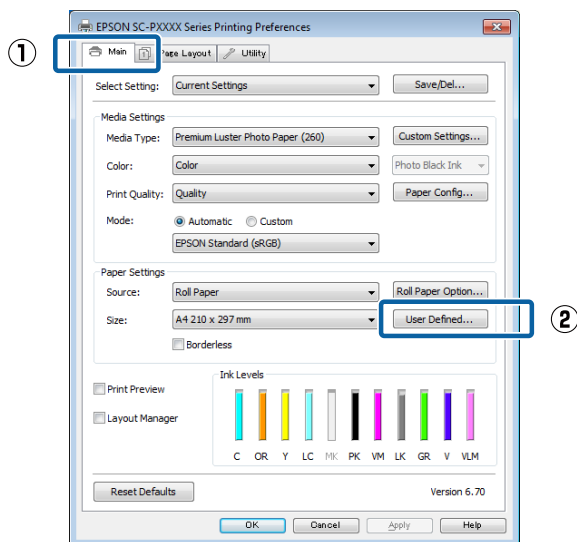 EPSON SC-PXXXX Series Printing Preferences
①
Main Page Layout Utility
Select Setting: Current Settings Save/Del...
Media Settings
Media Type: Premium Luster Photo Paper (260) Custom Settings...
Color: Color Photo Black Ink
Print Quality: Quality Paper Config...
Mode: Automatic Custom
EPSON Standard (sRGB)
Paper Settings
Source: Roll Paper Roll Paper Option...
Size: A4 210 x 297 mm User Defined...
②
Borderless
Ink Levels
Print Preview
Layout Manager
C OR Y LC MK PK VM LK GR V VLM
Reset Defaults Version 6.70
OK Cancel Apply Help